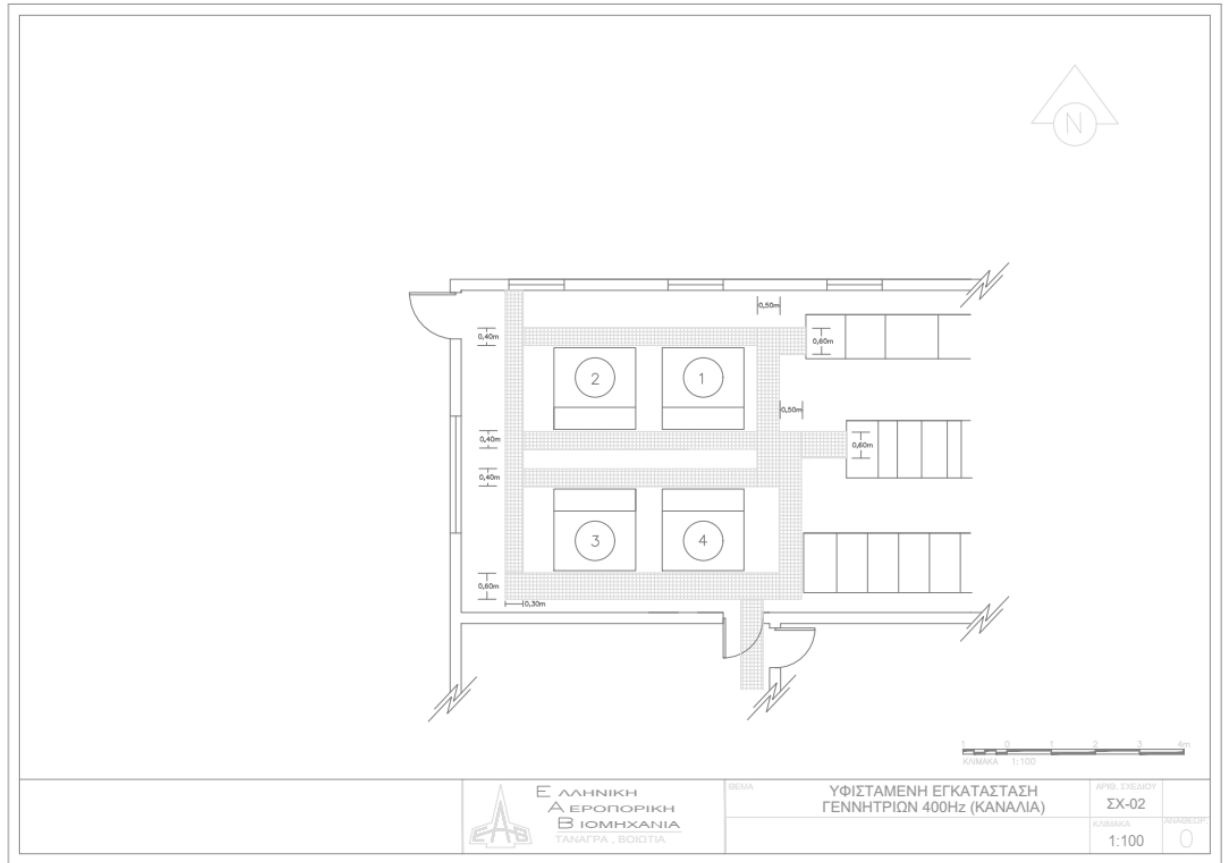 N
0,50m
0,40m
0,60m
2
1
0,50m
0,40m
0,60m
0,40m
3
4
0,60m
0,30m
1 0 1 2 3 4m
ΚΛΙΜΑΚΑ 1:100
Ε ΛΛΗΝΙΚΗ
Α ΕΡΟΠΟΡΙΚΗ
Β ΙΟΜΗΧΑΝΙΑ
ΤΑΝΑΓΡΑ , ΒΟΙΩΤΙΑ
ΕΑΒ
ΘΕΜΑ
ΥΦΙΣΤΑΜΕΝΗ ΕΓΚΑΤΑΣΤΑΣΗ
ΓΕΝΝΗΤΡΙΩΝ 400Hz (ΚΑΝΑΛΙΑ)
ΑΡΙΘ. ΣΧΕΔΙΟΥ
ΣΧ-02
ΚΛΙΜΑΚΑ
1:100
ΑΝΑΘΕΩΡ.
0